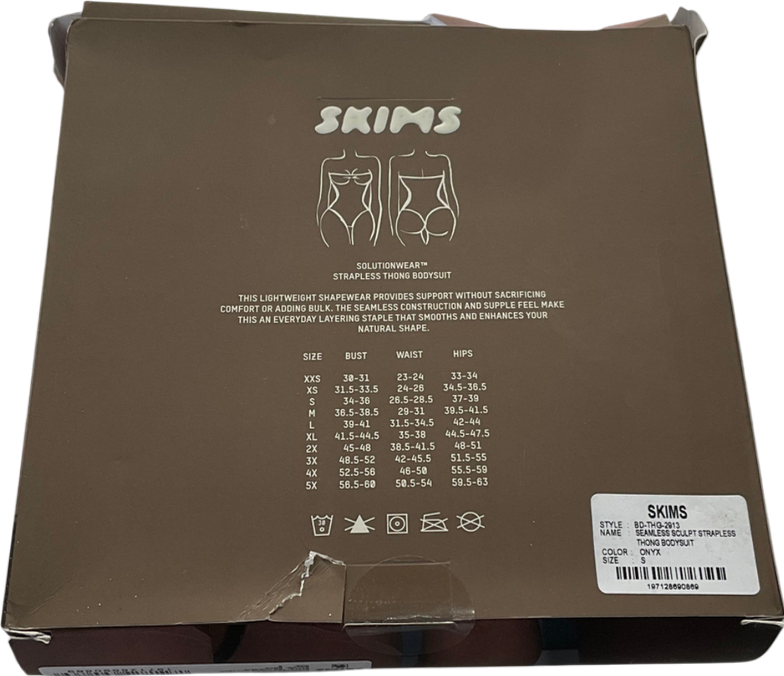 SKIMS
SOLUTIONWEAR™
STRAPLESS THONG BODYSUIT
THIS LIGHTWEIGHT SHAPEWEAR PROVIDES SUPPORT WITHOUT SACRIFICING
COMFORT OR ADDING BULK. THE SEAMLESS CONSTRUCTION AND SUPPLE FEEL MAKE
THIS AN EVERYDAY LAYERING STAPLE THAT SMOOTHS AND ENHANCES YOUR
NATURAL SHAPE.
SIZE BUST WAIST HIPS
XXS 30-31 23-24 33-34
XS 31.5-33.5 24-26 34.5-36.5
S 34-36 26.5-28.5 37-39
M 36.5-38.5 29-31 39.5-41.5
L 39-41 31.5-34.5 42-44
XL 41.5-44.5 35-38 44.5-47.5
2X 45-48 38.5-41.5 48-51
3X 48.5-52 42-45.5 51.5-55
4X 52.5-56 46-50 55.5-59
5X 56.5-60 50.5-54 59.5-63
30
SKIMS
STYLE : BD-THG-2913
NAME : SEAMLESS SCULPT STRAPLESS
THONG BODYSUIT
COLOR : ONYX
SIZE : S
197128690869